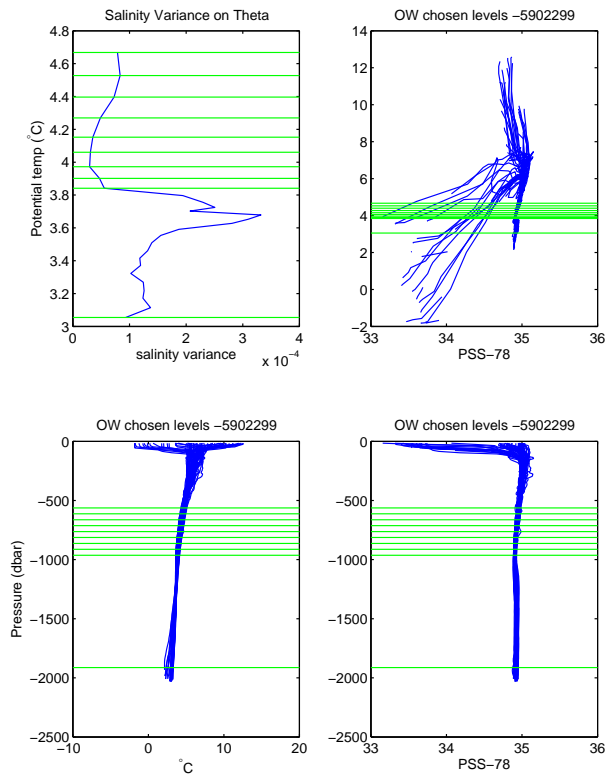 Salinity Variance on Theta
4.8
4.6
4.4
4.2
4
3.8
3.6
3.4
3.2
3
Potential temp (°C)
0 1 2 3 4
salinity variance
x 10⁻⁴
OW chosen levels −5902299
14
12
10
8
6
4
2
0
−2
33 34 35 36
PSS−78
OW chosen levels −5902299
0
−500
−1000
−1500
−2000
−2500
Pressure (dbar)
−10 0 10 20
°C
OW chosen levels −5902299
0
−500
−1000
−1500
−2000
−2500
33 34 35 36
PSS−78